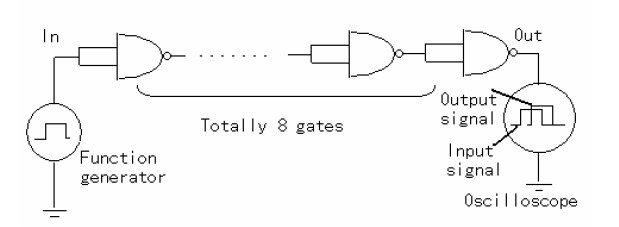 In
Out
Totally 8 gates
Output
signal
Input
signal
Function
generator
Oscilloscope